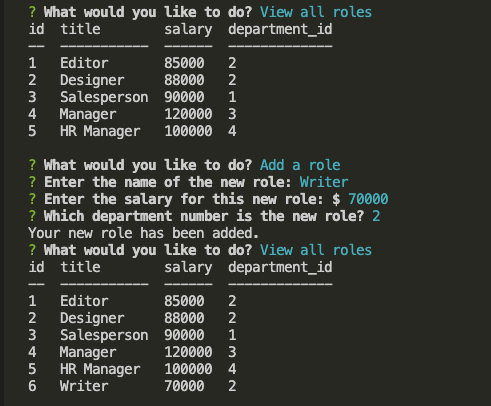 ? What would you like to do? View all roles
id  title        salary  department_id
——  ———————————  ——————  —————————————
1   Editor       85000   2
2   Designer     88000   2
3   Salesperson  90000   1
4   Manager      120000  3
5   HR Manager   100000  4
? What would you like to do? Add a role
? Enter the name of the new role: Writer
? Enter the salary for this new role: $ 70000
? Which department number is the new role? 2
Your new role has been added.
? What would you like to do? View all roles
id  title        salary  department_id
——  ———————————  ——————  —————————————
1   Editor       85000   2
2   Designer     88000   2
3   Salesperson  90000   1
4   Manager      120000  3
5   HR Manager   100000  4
6   Writer       70000   2